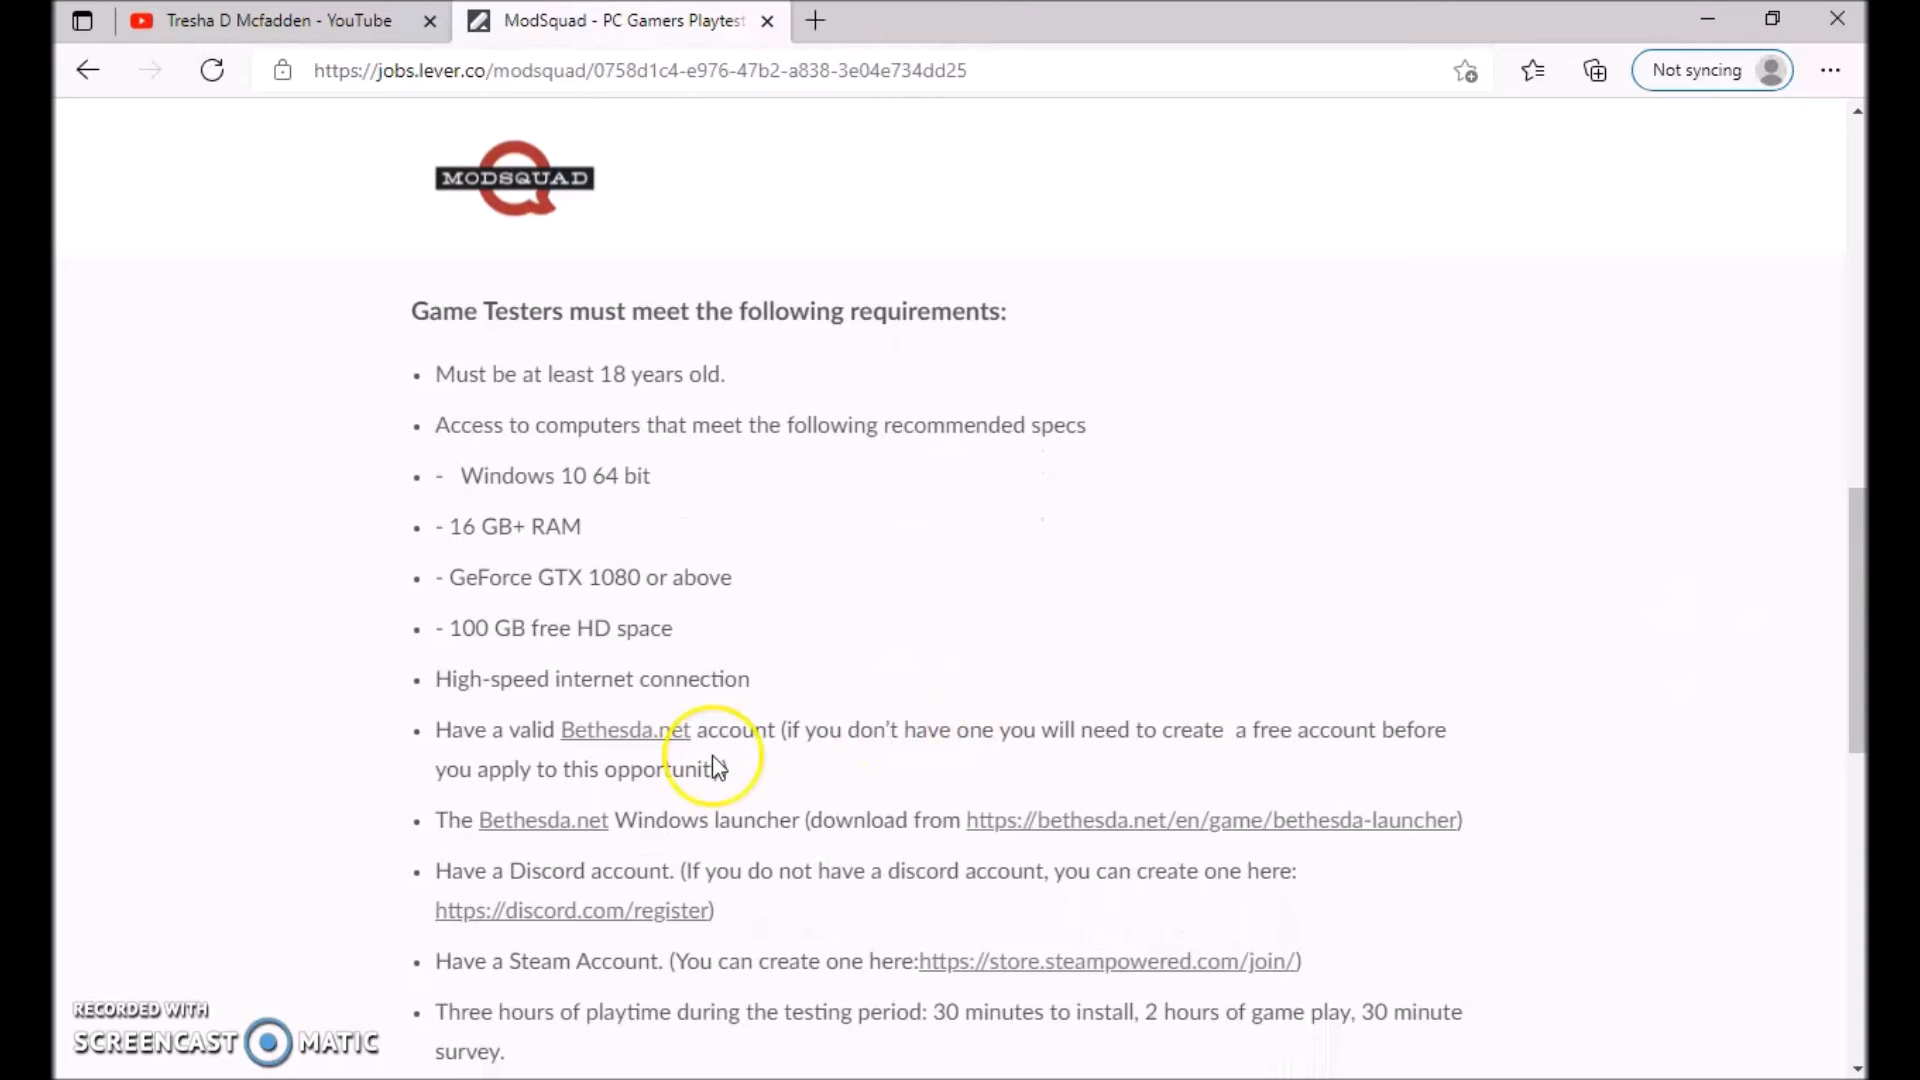 Tresha D Mcfadden - YouTube
ModSquad - PC Gamers Playtest
https://jobs.lever.co/modsquad/0758d1c4-e976-47b2-a838-3e04e734dd25
Not syncing
MODSQUAD
Game Testers must meet the following requirements:
• Must be at least 18 years old.
• Access to computers that meet the following recommended specs
• - Windows 10 64 bit
• - 16 GB+ RAM
• - GeForce GTX 1080 or above
• - 100 GB free HD space
• High-speed internet connection
• Have a valid Bethesda.net account (if you don't have one you will need to create a free account before
you apply to this opportunit
• The Bethesda.net Windows launcher (download from https://bethesda.net/en/game/bethesda-launcher)
• Have a Discord account. (If you do not have a discord account, you can create one here:
https://discord.com/register)
• Have a Steam Account. (You can create one here:https://store.steampowered.com/join/)
• Three hours of playtime during the testing period: 30 minutes to install, 2 hours of game play, 30 minute
survey.
RECORDED WITH
SCREENCAST MATIC